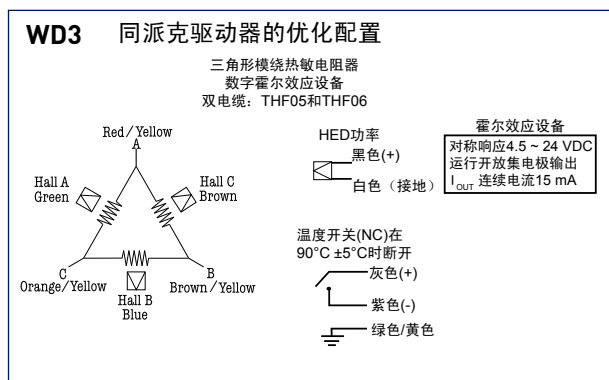 WD3 同派克驱动器的优化配置
三角形模绕热敏电阻器
数字霍尔效应设备
双电缆：THF05和THF06
Red/Yellow
A
Hall A
Green
Hall C
Brown
C
Orange/Yellow
Hall B
Blue
B
Brown/Yellow
HED功率
黑色(+)
白色（接地）
霍尔效应设备
对称响应4.5 ~ 24 VDC
运行开放集电极输出
IOUT 连续电流15 mA
温度开关(NC)在
90°C ±5°C时断开
灰色(+)
紫色(-)
绿色/黄色